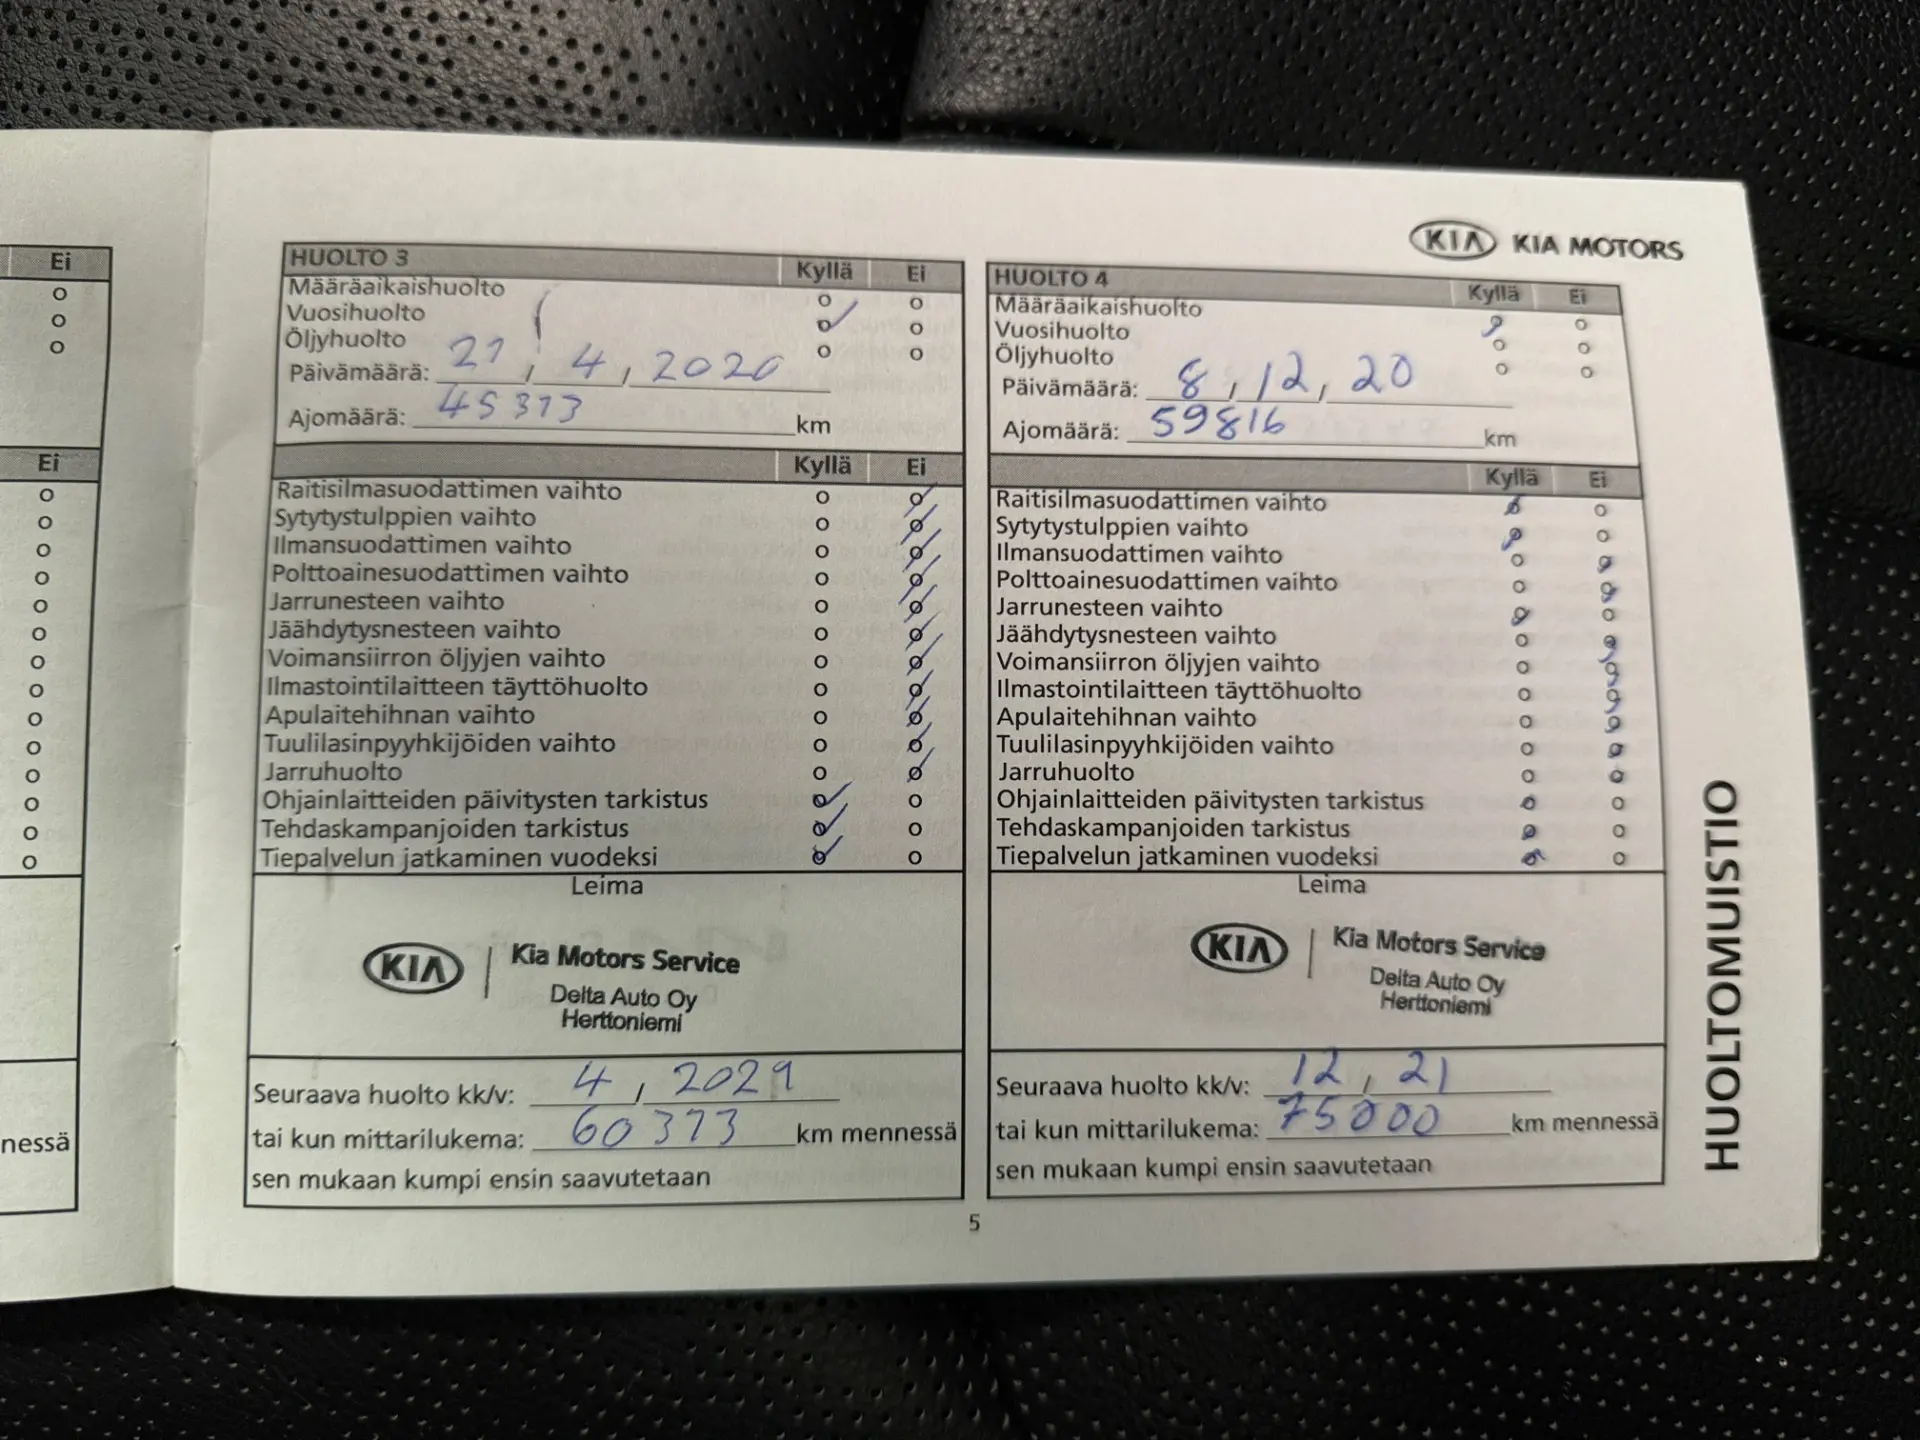 Ei
Ei
nessä
HUOLTO 3 Kyllä Ei
Määräaikaishuolto
Vuosihuolto
Öljyhuolto
Päivämäärä: 27, 4, 2020
Ajomäärä: 45373 km
Kyllä Ei
Raitisilmasuodattimen vaihto
Sytytystulppien vaihto
Ilmansuodattimen vaihto
Polttoainesuodattimen vaihto
Jarrunesteen vaihto
Jäähdytysnesteen vaihto
Voimansiirron öljyjen vaihto
Ilmastointilaitteen täyttöhuolto
Apulaitehihnan vaihto
Tuulilasinpyyhkijöiden vaihto
Jarruhuolto
Ohjainlaitteiden päivitysten tarkistus
Tehdaskampanjoiden tarkistus
Tiepalvelun jatkaminen vuodeksi
Leima
KIA Kia Motors Service
Delta Auto Oy
Herttoniemi
Seuraava huolto kk/v: 4, 2021
tai kun mittarilukema: 60373 km mennessä
sen mukaan kumpi ensin saavutetaan
KIA KIA MOTORS
HUOLTO 4 Kyllä Ei
Määräaikaishuolto
Vuosihuolto
Öljyhuolto
Päivämäärä: 8, 12, 20
Ajomäärä: 59816 km
Kyllä Ei
Raitisilmasuodattimen vaihto
Sytytystulppien vaihto
Ilmansuodattimen vaihto
Polttoainesuodattimen vaihto
Jarrunesteen vaihto
Jäähdytysnesteen vaihto
Voimansiirron öljyjen vaihto
Ilmastointilaitteen täyttöhuolto
Apulaitehihnan vaihto
Tuulilasinpyyhkijöiden vaihto
Jarruhuolto
Ohjainlaitteiden päivitysten tarkistus
Tehdaskampanjoiden tarkistus
Tiepalvelun jatkaminen vuodeksi
Leima
KIA Kia Motors Service
Delta Auto Oy
Herttoniemi
Seuraava huolto kk/v: 12, 21
tai kun mittarilukema: 75000 km mennessä
sen mukaan kumpi ensin saavutetaan
HUOLTOMUISTIO
5